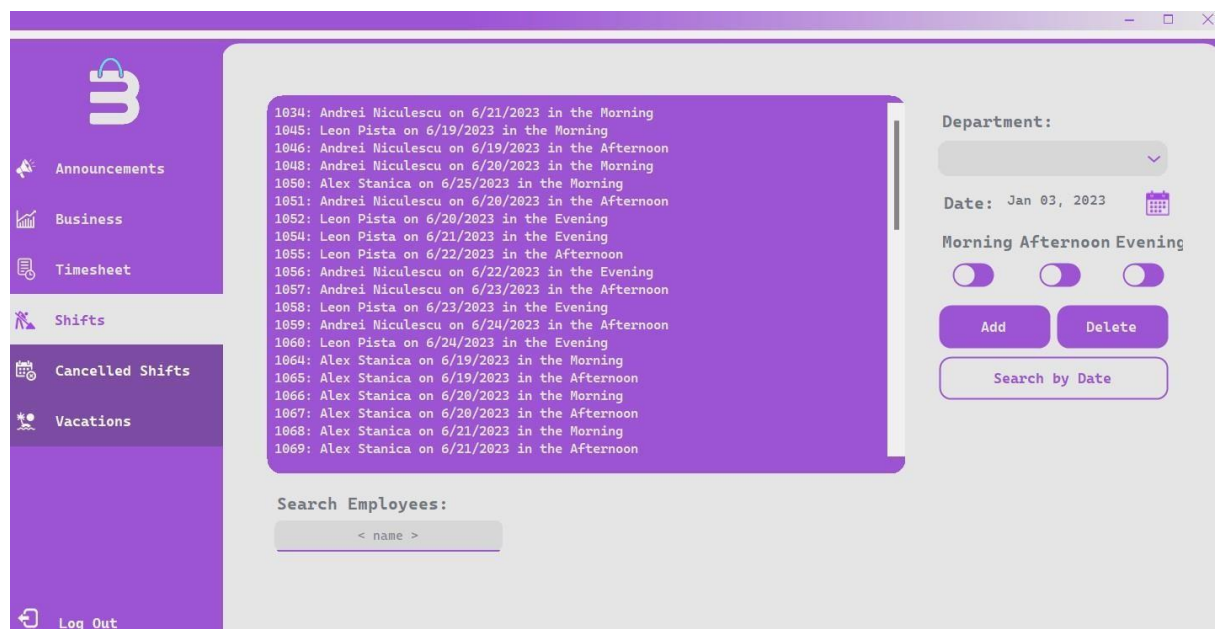 Announcements
Business
Timesheet
Shifts
Cancelled Shifts
Vacations
Log Out
1034: Andrei Niculescu on 6/21/2023 in the Morning
1045: Leon Pista on 6/19/2023 in the Morning
1046: Andrei Niculescu on 6/19/2023 in the Afternoon
1048: Andrei Niculescu on 6/20/2023 in the Morning
1050: Alex Stanica on 6/25/2023 in the Morning
1051: Andrei Niculescu on 6/20/2023 in the Afternoon
1052: Leon Pista on 6/20/2023 in the Evening
1054: Leon Pista on 6/21/2023 in the Evening
1055: Leon Pista on 6/22/2023 in the Afternoon
1056: Andrei Niculescu on 6/22/2023 in the Evening
1057: Andrei Niculescu on 6/23/2023 in the Afternoon
1058: Leon Pista on 6/23/2023 in the Evening
1059: Andrei Niculescu on 6/24/2023 in the Afternoon
1060: Leon Pista on 6/24/2023 in the Evening
1064: Alex Stanica on 6/19/2023 in the Morning
1065: Alex Stanica on 6/19/2023 in the Afternoon
1066: Alex Stanica on 6/20/2023 in the Morning
1067: Alex Stanica on 6/20/2023 in the Afternoon
1068: Alex Stanica on 6/21/2023 in the Morning
1069: Alex Stanica on 6/21/2023 in the Afternoon
Search Employees:
< name >
Department:
Date: Jan 03, 2023
Morning Afternoon Evening
Add Delete
Search by Date